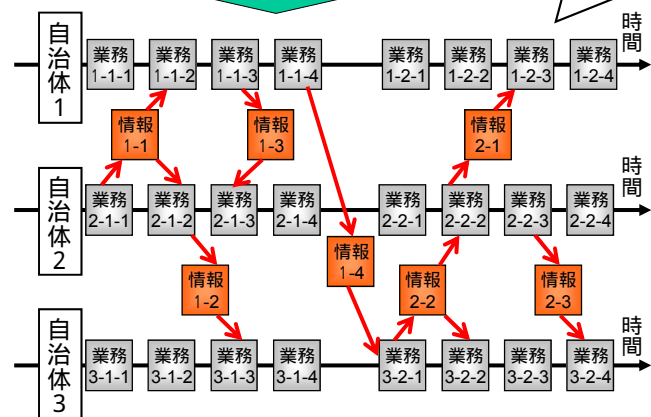 自治体1
業務
1-1-1
業務
1-1-2
業務
1-1-3
業務
1-1-4
業務
1-2-1
業務
1-2-2
業務
1-2-3
業務
1-2-4
時間
情報
1-1
情報
1-3
情報
2-1
自治体2
業務
2-1-1
業務
2-1-2
業務
2-1-3
業務
2-1-4
業務
2-2-1
業務
2-2-2
業務
2-2-3
業務
2-2-4
時間
情報
1-2
情報
1-4
情報
2-2
情報
2-3
自治体3
業務
3-1-1
業務
3-1-2
業務
3-1-3
業務
3-1-4
業務
3-2-1
業務
3-2-2
業務
3-2-3
業務
3-2-4
時間